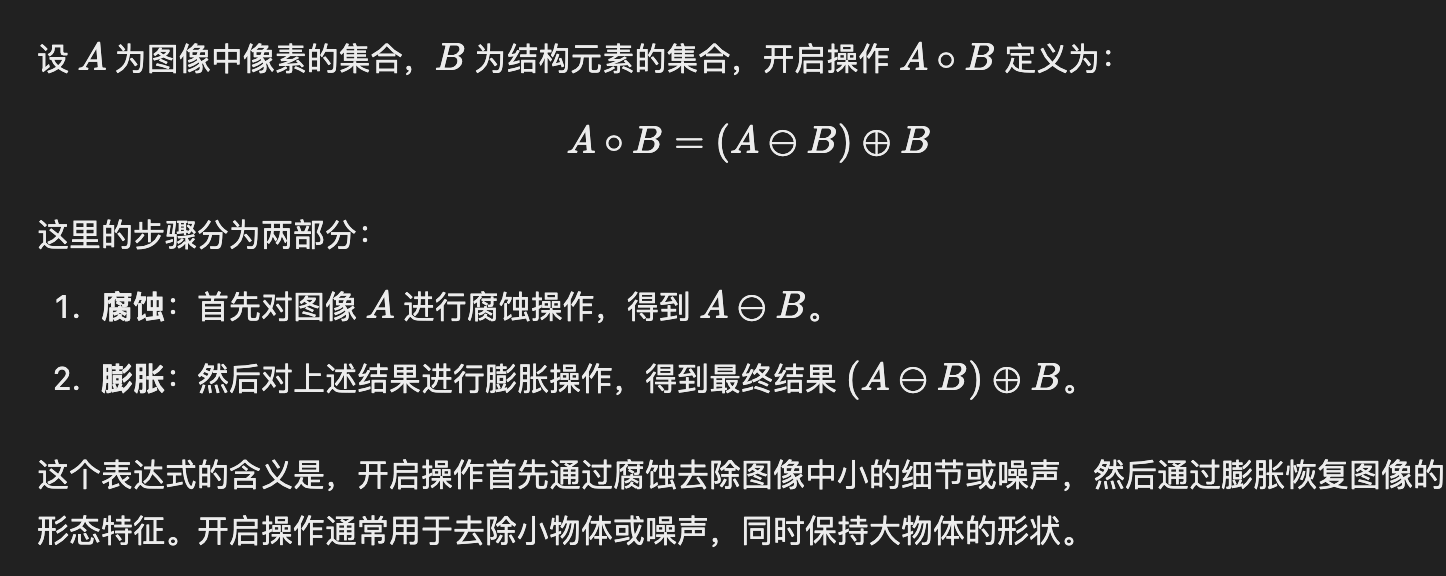 设 A 为图像中像素的集合，B 为结构元素的集合，开启操作 A ∘ B 定义为：
A ∘ B = (A ⊖ B) ⊕ B
这里的步骤分为两部分：
1. 腐蚀：首先对图像 A 进行腐蚀操作，得到 A ⊖ B。
2. 膨胀：然后对上述结果进行膨胀操作，得到最终结果 (A ⊖ B) ⊕ B。
这个表达式的含义是，开启操作首先通过腐蚀去除图像中小的细节或噪声，然后通过膨胀恢复图像的
形态特征。开启操作通常用于去除小物体或噪声，同时保持大物体的形状。